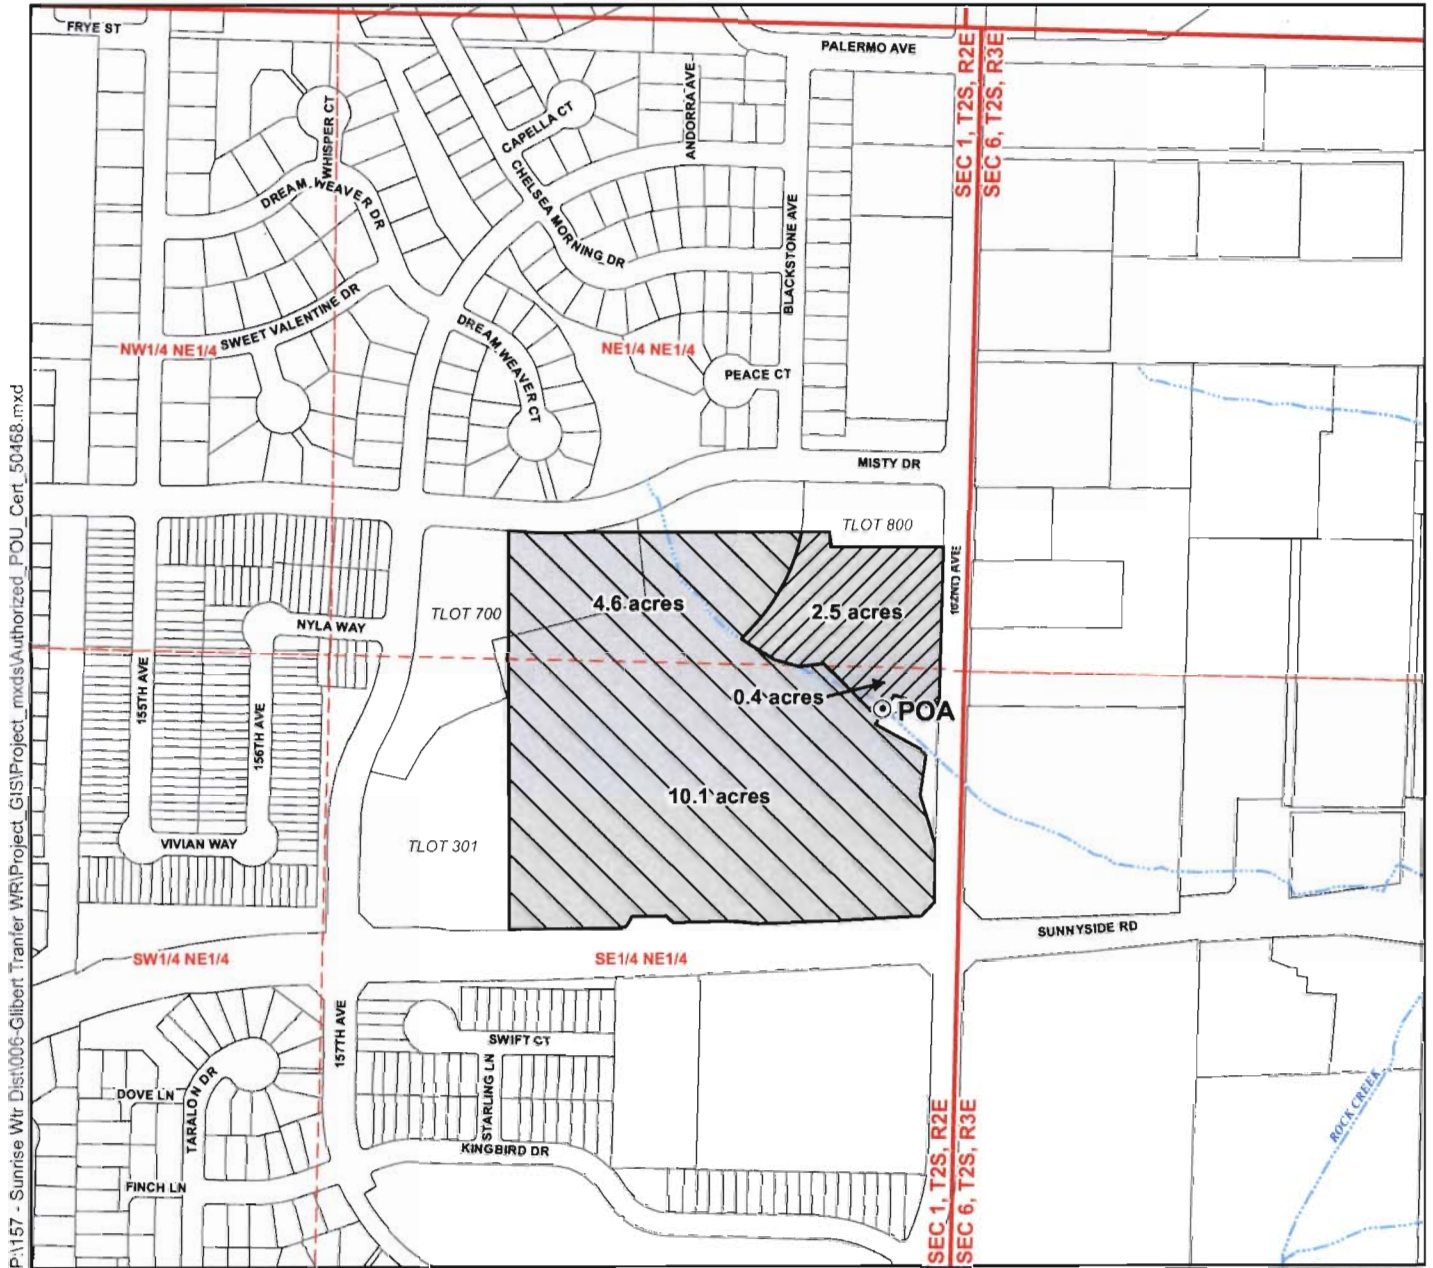 FRYE ST
PALERMO AVE
SEC 1, T2S, R2E
SEC 6, T2S, R3E
WHISPER CT
CAPELLA CT
ANDORRA AVE
DREAM WEAVER DR
CHELSEA MORNING DR
BLACKSTONE AVE
SWEET VALENTINE DR
NW1/4 NE1/4
DREAM WEAVER CT
NE1/4 NE1/4
PEACE CT
MISTY DR
TLOT 800
162ND AVE
4.6 acres
2.5 acres
TLOT 700
NYLA WAY
155TH AVE
156TH AVE
0.4 acres
POA
10.1 acres
VIVIAN WAY
TLOT 301
SUNNYSIDE RD
SW1/4 NE1/4
SE1/4 NE1/4
157TH AVE
SWIFT CT
STARLING LN
DOVE LN
TARALON DR
KINGBIRD DR
FINCH LN
ROCK CREEK
SEC 1, T2S, R2E
SEC 6, T2S, R3E
P:\157 - Sunrise Wtr Dist\006-Glibert Tranfer WR\Project_GIS\Project_mxds\Authorized_POU_Cert_50468.mxd